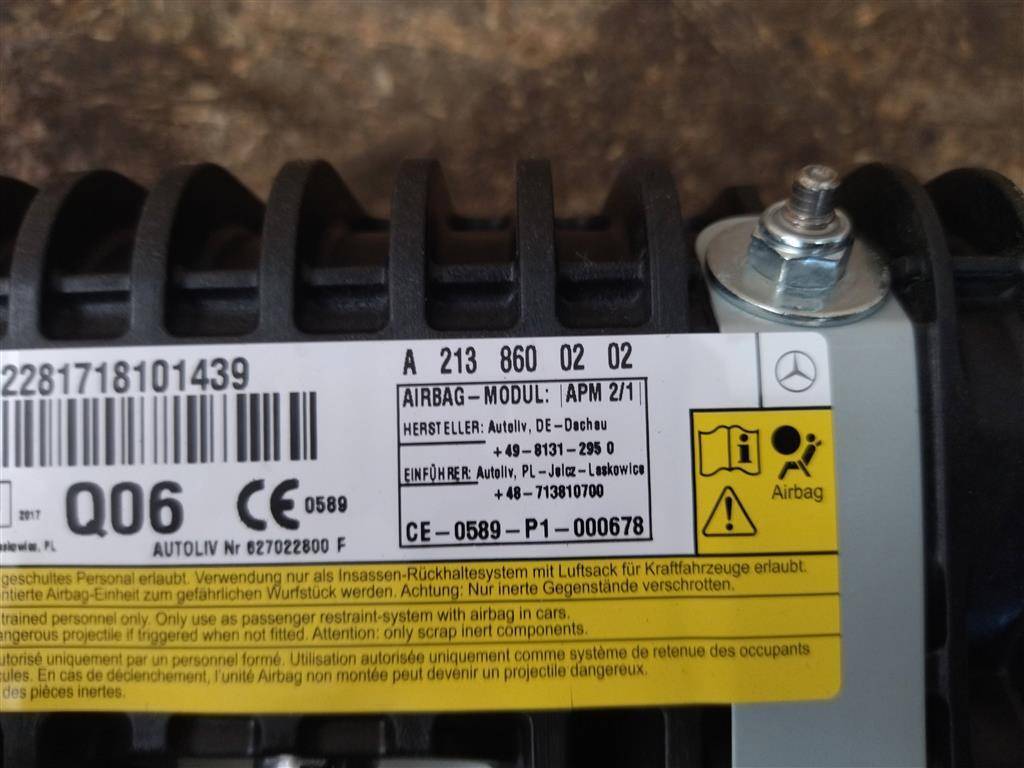 2281718101439
A 213 860 02 02
AIRBAG-MODUL: APM 2/1
HERSTELLER: Autoliv, DE-Dachau
+49-8131-295 0
EINFÜHRER: Autoliv, PL-Jelcz-Laskowice
+48-713810700
CE-0589-P1-000678
2017
Q06
CE 0589
PL
AUTOLIV Nr 627022800 F
i
Airbag
geschultes Personal erlaubt. Verwendung nur als Insassen-Rückhaltesystem mit Luftsack für Kraftfahrzeuge erlaubt.
Airbag-Einheit zum gefährlichen Wurfstück werden. Achtung: Nur inerte Gegenstände verschrotten.
trained personnel only. Only use as passenger restraint-system with airbag in cars.
angerous projectile if triggered when not fitted. Attention: only scrap inert components.
autorisé uniquement par un personnel formé. Utilisation autorisée uniquement comme système de retenue des occupants
cules. En cas de déclenchement, l'unité Airbag non montée peut devenir un projectile dangereux.
des pièces inertes.